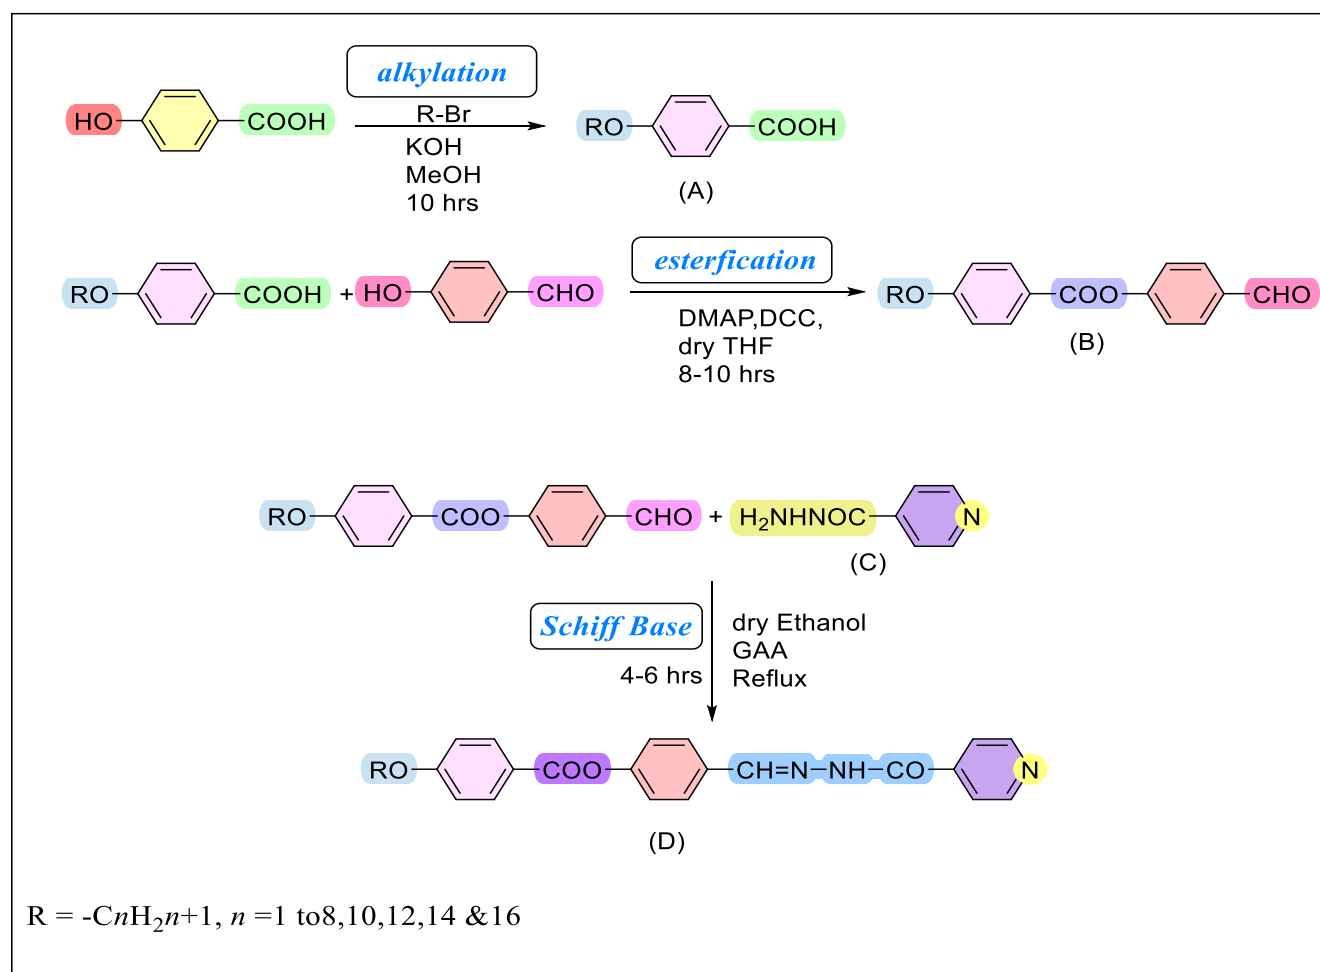 alkylation
HO COOH
R-Br
KOH
MeOH
10 hrs
RO COOH
(A)
RO COOH + HO CHO
esterfication
DMAP,DCC,
dry THF
8-10 hrs
RO COO CHO
(B)
RO COO CHO + H₂NHNOC N
(C)
Schiff Base
4-6 hrs
dry Ethanol
GAA
Reflux
RO COO CH=N NH CO N
(D)
R = -CnH₂n+1, n =1 to8,10,12,14 &16